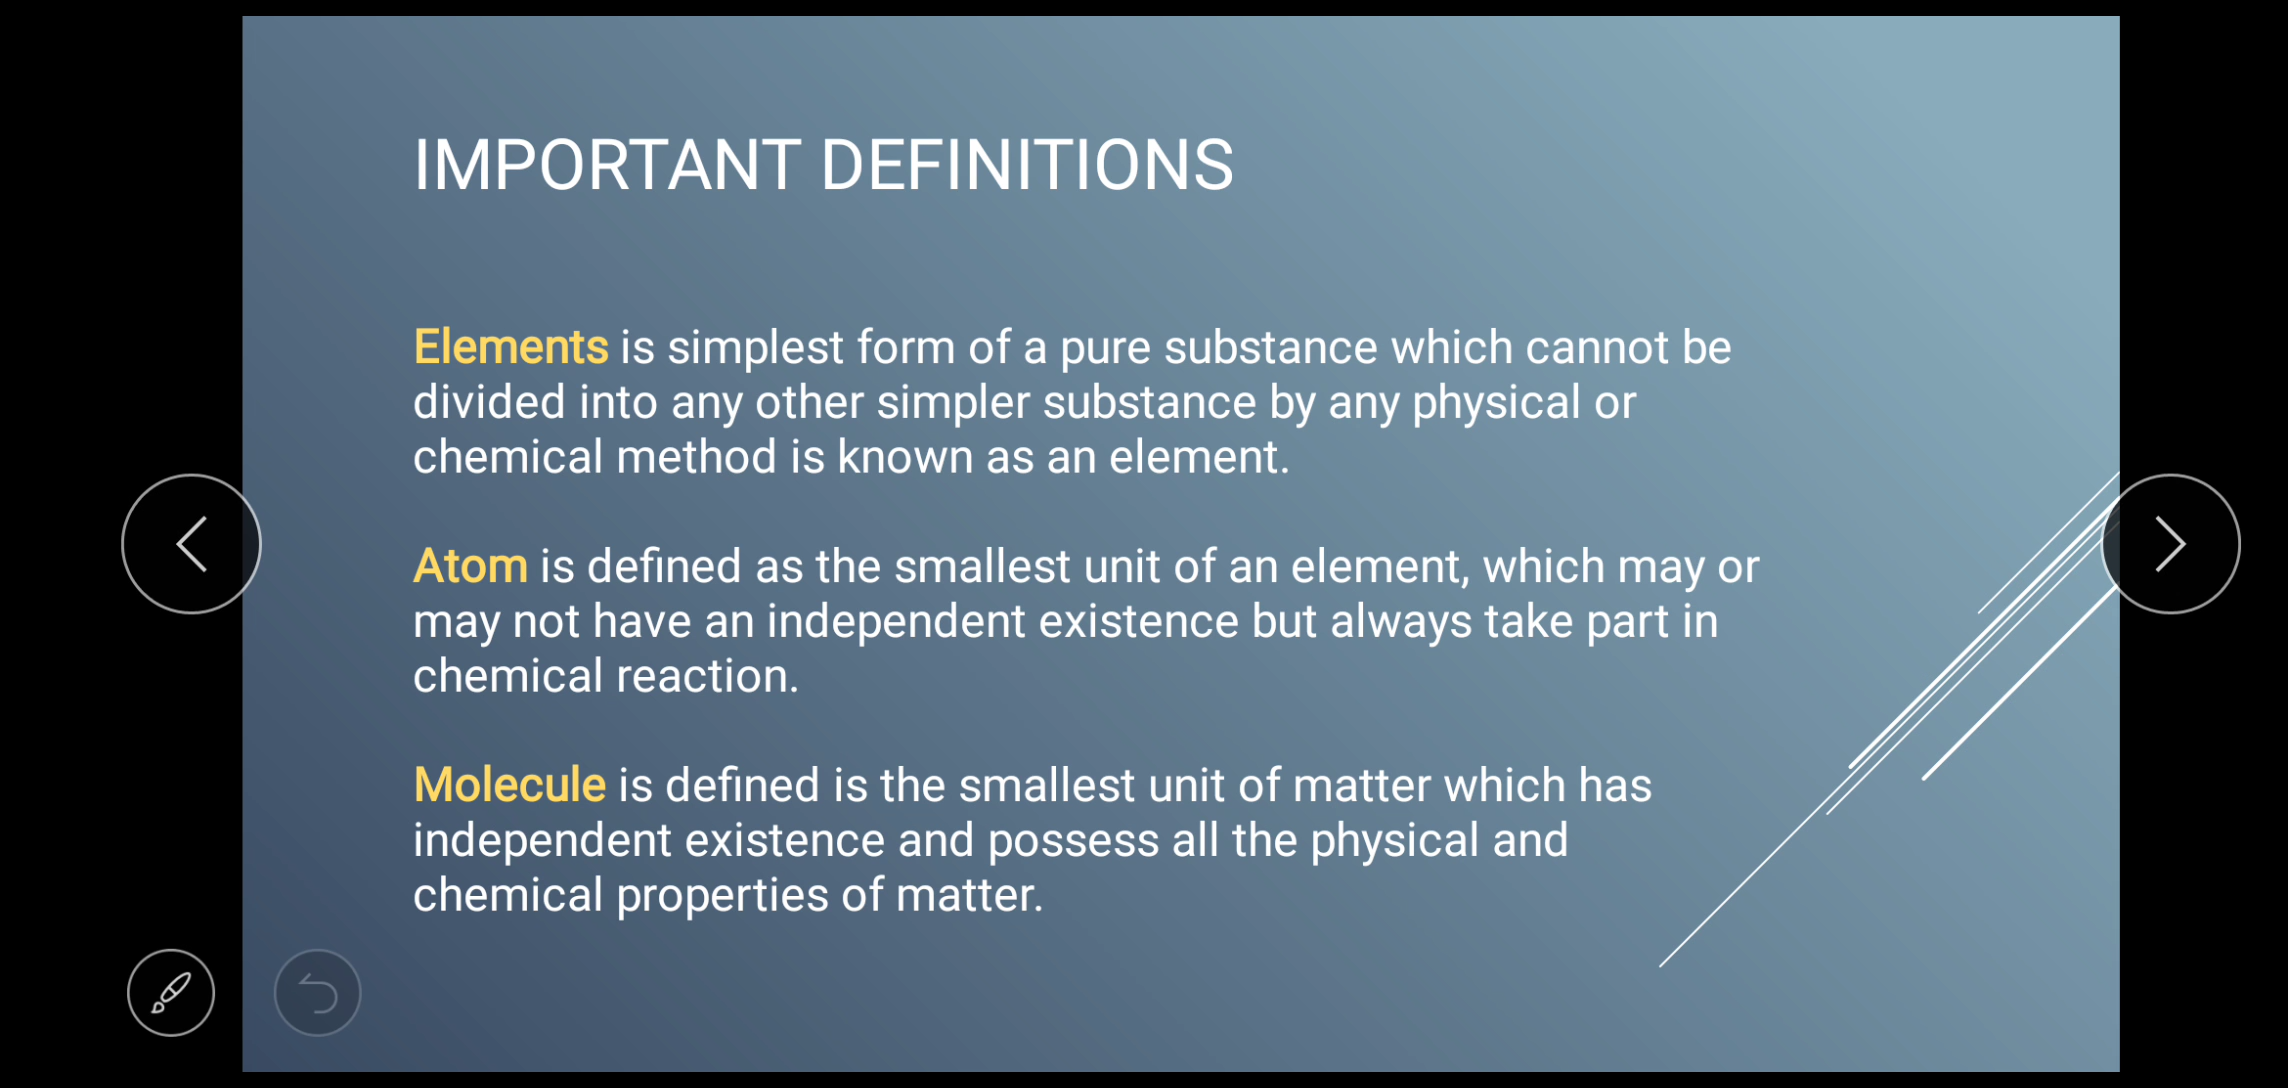 IMPORTANT DEFINITIONS
Elements is simplest form of a pure substance which cannot be
divided into any other simpler substance by any physical or
chemical method is known as an element.
Atom is defined as the smallest unit of an element, which may or
may not have an independent existence but always take part in
chemical reaction.
Molecule is defined is the smallest unit of matter which has
independent existence and possess all the physical and
chemical properties of matter.